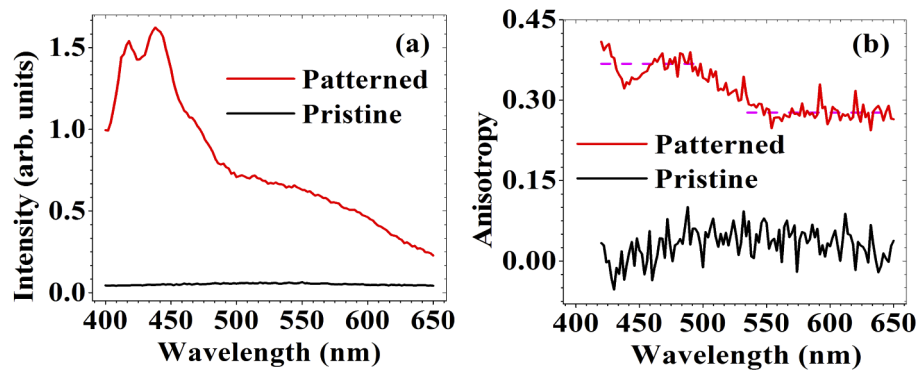 (a)
Patterned
Pristine
Intensity (arb. units)
1.5
1.0
0.5
0.0
400 450 500 550 600 650
Wavelength (nm)
(b)
Patterned
Pristine
Anisotropy
0.45
0.30
0.15
0.00
400 450 500 550 600 650
Wavelength (nm)